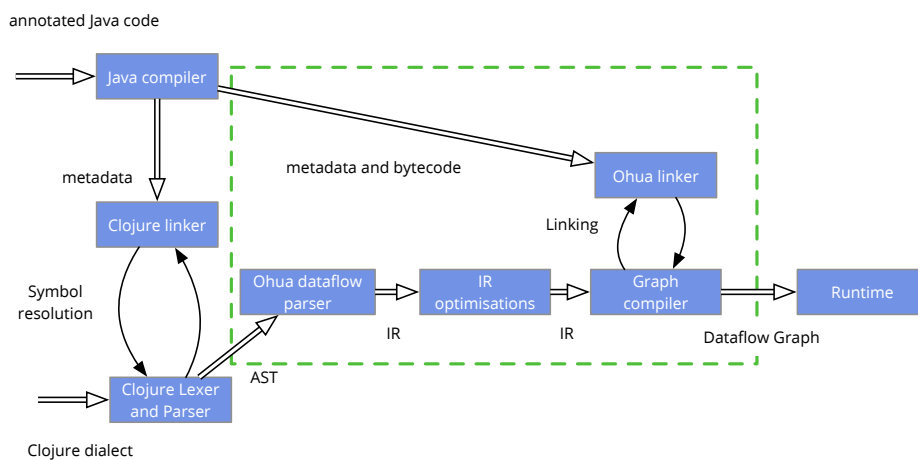 annotated Java code
Java compiler
metadata and bytecode
metadata
Ohua linker
Clojure linker
Linking
Symbol
resolution
Ohua dataflow
parser
IR
optimisations
Graph
compiler
Runtime
IR
IR
Dataflow Graph
AST
Clojure Lexer
and Parser
Clojure dialect